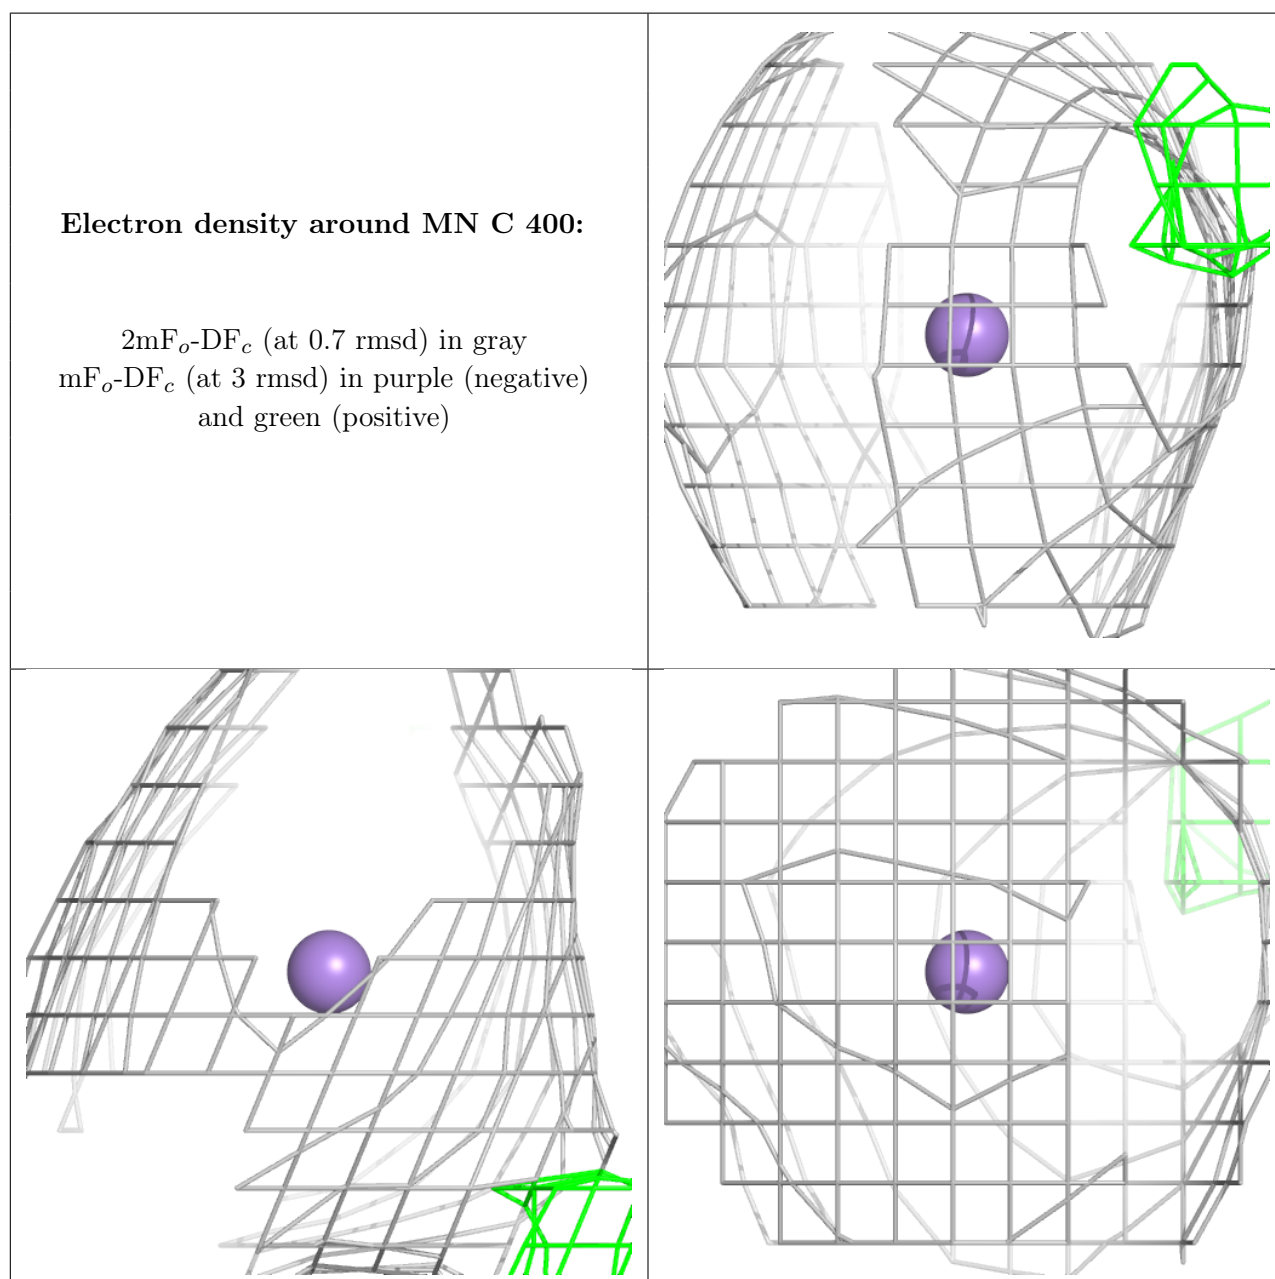 Electron density around MN C 400:
2mFo-DFc (at 0.7 rmsd) in gray
mFo-DFc (at 3 rmsd) in purple (negative)
and green (positive)